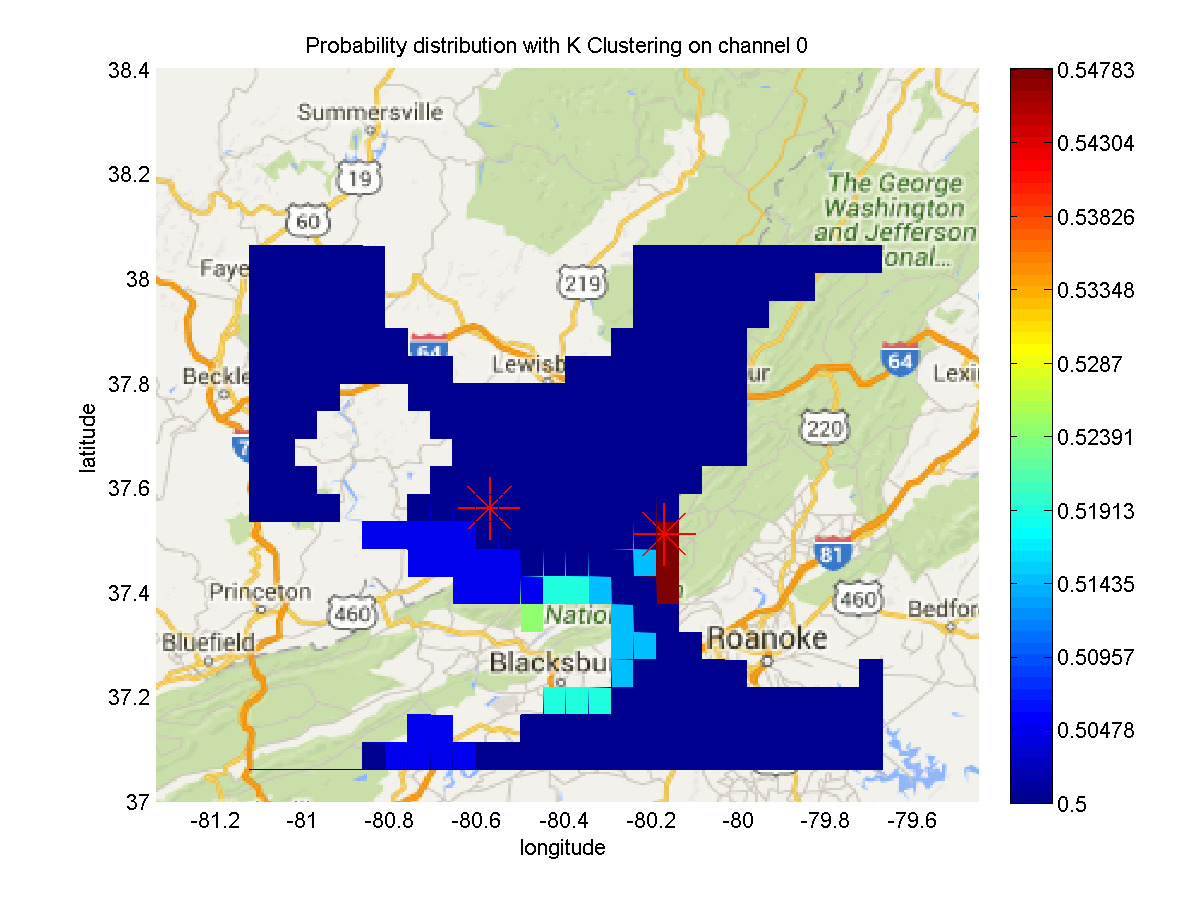 Probability distribution with K Clustering on channel 0
38.4
38.2
38
37.8
37.6
37.4
37.2
37
latitude
-81.2
-81
-80.8
-80.6
-80.4
-80.2
-80
-79.8
-79.6
longitude
0.54783
0.54304
0.53826
0.53348
0.5287
0.52391
0.51913
0.51435
0.50957
0.50478
0.5
Summersville
19
60
The George
Washington
and Jefferson
onal...
Faye
219
64
Lewisb
ur
64
Lexi
Beckle
7
220
81
Princeton
460
460
Bedfor
Natio
Bluefield
Roanoke
Blacksbu